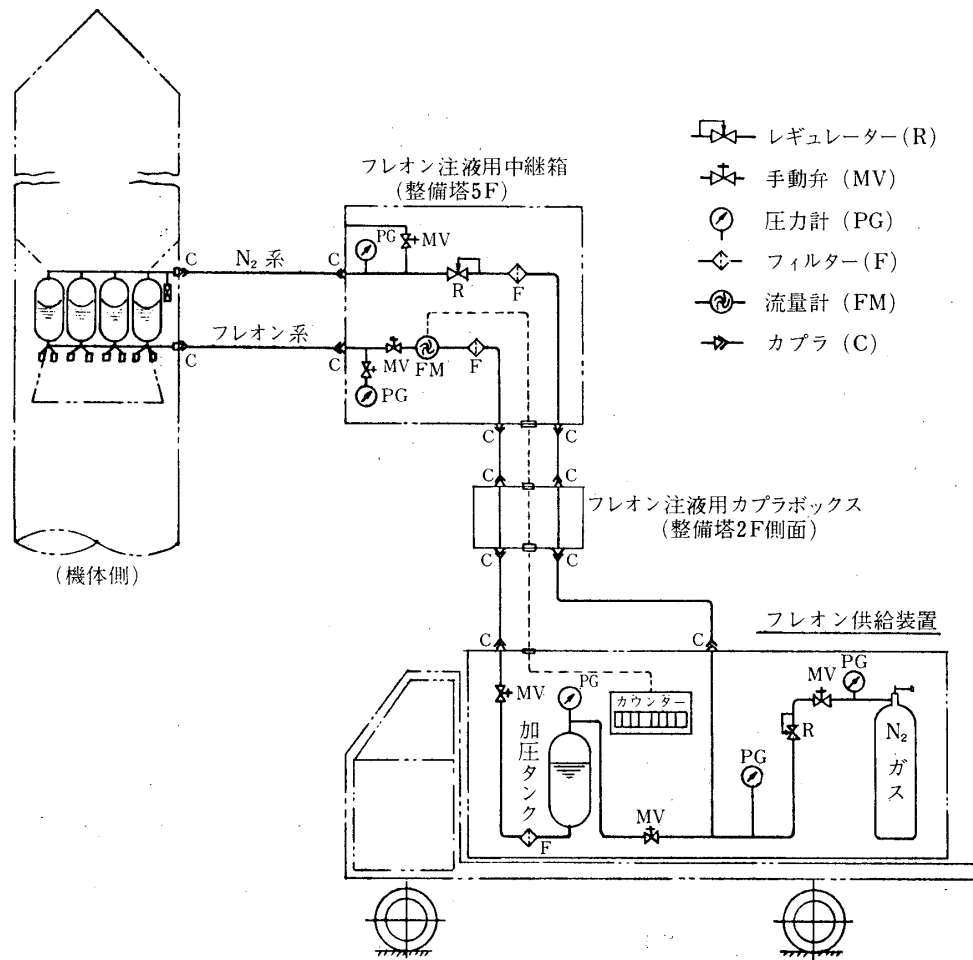 レギュレーター(R)
手動弁 (MV)
圧力計 (PG)
フィルター(F)
流量計 (FM)
カプラ (C)
フレオン注液用中継箱
(整備塔5F)
PG
MV
C
N₂ 系
C
R
F
フレオン系
C
C
MV
FM
F
PG
C
C
C
C
フレオン注液用カプラボックス
(整備塔2F側面)
C
C
(機体側)
フレオン供給装置
C
C
MV
PG
カウンター
加圧タンク
F
MV
PG
MV
PG
R
N₂
ガス